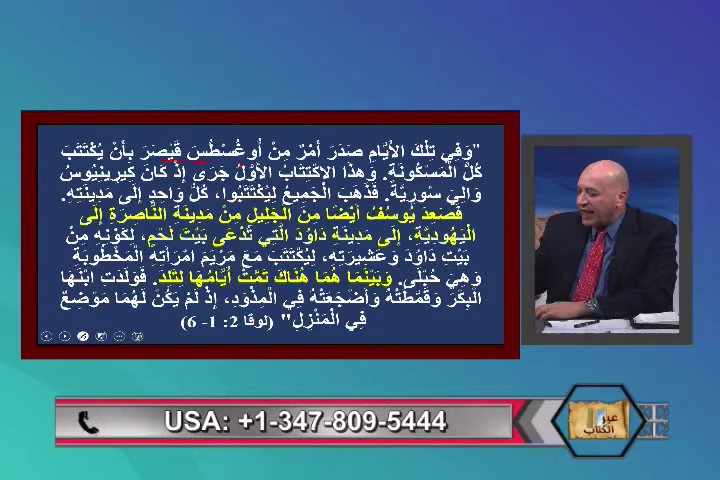 "وَفِي تِلْكَ الأَيَّامِ صَدَرَ أَمْرٌ مِنْ أُوغُسْطُسَ قَيْصَرَ بِأَنْ يُكْتَتَبَ
كُلُّ الْمَسْكُونَةِ. وَهذَا الاكْتِتَابُ الأَوَّلُ جَرَى إِذْ كَانَ كِيرِينِيُوسُ
وَالِيَ سُورِيَّةَ. فَذَهَبَ الْجَمِيعُ لِيُكْتَتَبُوا، كُلُّ وَاحِدٍ إِلَى مَدِينَتِهِ.
فَصَعِدَ يُوسُفُ أَيْضًا مِنَ الْجَلِيلِ مِنْ مَدِينَةِ النَّاصِرَةِ إِلَى
الْيَهُودِيَّةِ، إِلَى مَدِينَةِ دَاوُدَ الَّتِي تُدْعَى بَيْتَ لَحْمٍ، لِكَوْنِهِ مِنْ
بَيْتِ دَاوُدَ وَعَشِيرَتِهِ، لِيُكْتَتَبَ مَعَ مَرْيَمَ امْرَأَتِهِ الْمَخْطُوبَةِ
وَهِيَ حُبْلَى. وَبَيْنَمَا هُمَا هُنَاكَ تَمَّتْ أَيَّامُهَا لِتَلِدَ. فَوَلَدَتِ ابْنَهَا
الْبِكْرَ وَقَمَّطَتْهُ وَأَضْجَعَتْهُ فِي الْمِذْوَدِ، إِذْ لَمْ يَكُنْ لَهُمَا مَوْضِعٌ
فِي الْمَنْزِلِ" (لوقا 2: 1- 6)
USA: +1-347-809-5444
عبر
الكتاب